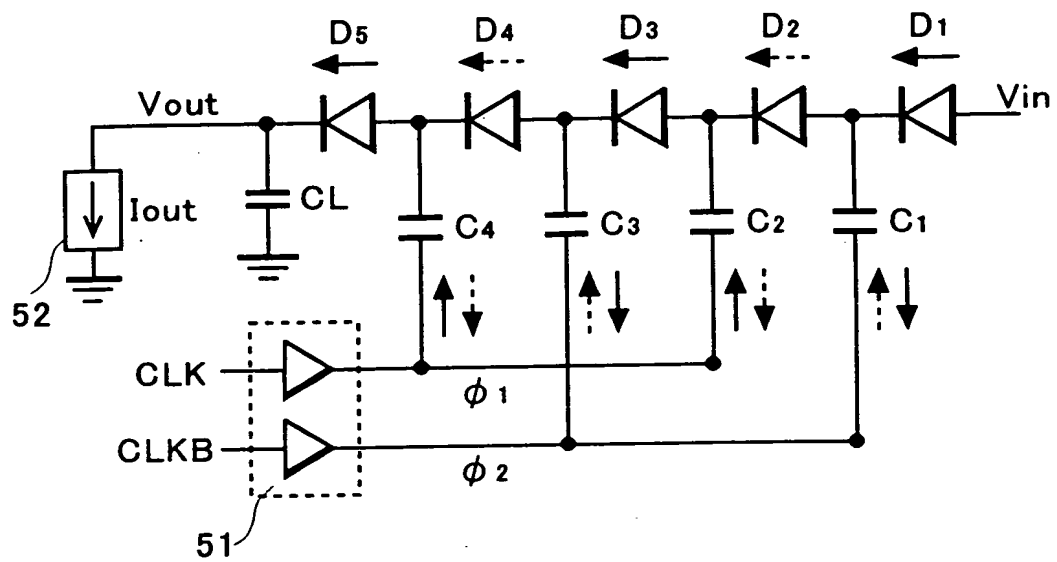 D5 D4 D3 D2 D1
Vout Vin
Iout CL C4 C3 C2 C1
52
CLK ϕ1
CLKB ϕ2
51